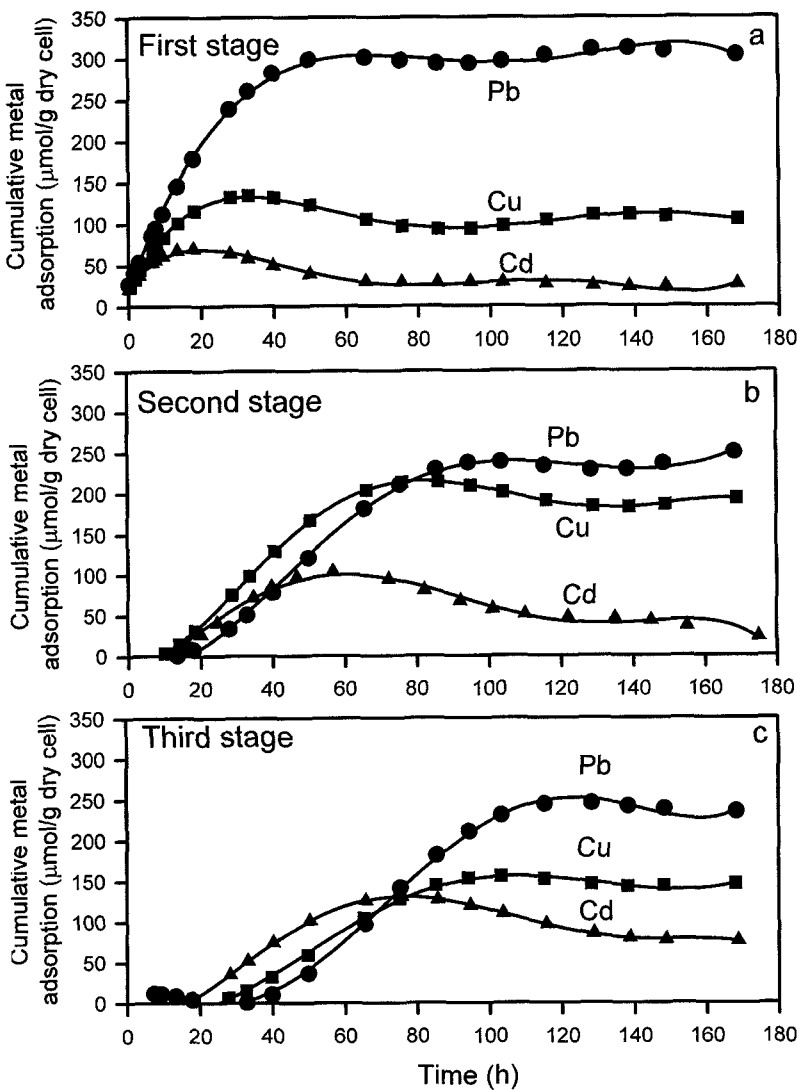 First stage
a
350
300
250
200
150
100
50
0
Cumulative metal
adsorption (μmol/g dry cell)
Pb
Cu
Cd
0 20 40 60 80 100 120 140 160 180
Second stage
b
350
300
250
200
150
100
50
0
Cumulative metal
adsorption (μmol/g dry cell)
Pb
Cu
Cd
0 20 40 60 80 100 120 140 160 180
Third stage
c
350
300
250
200
150
100
50
0
Cumulative metal
adsorption (μmol/g dry cell)
Pb
Cu
Cd
0 20 40 60 80 100 120 140 160 180
Time (h)